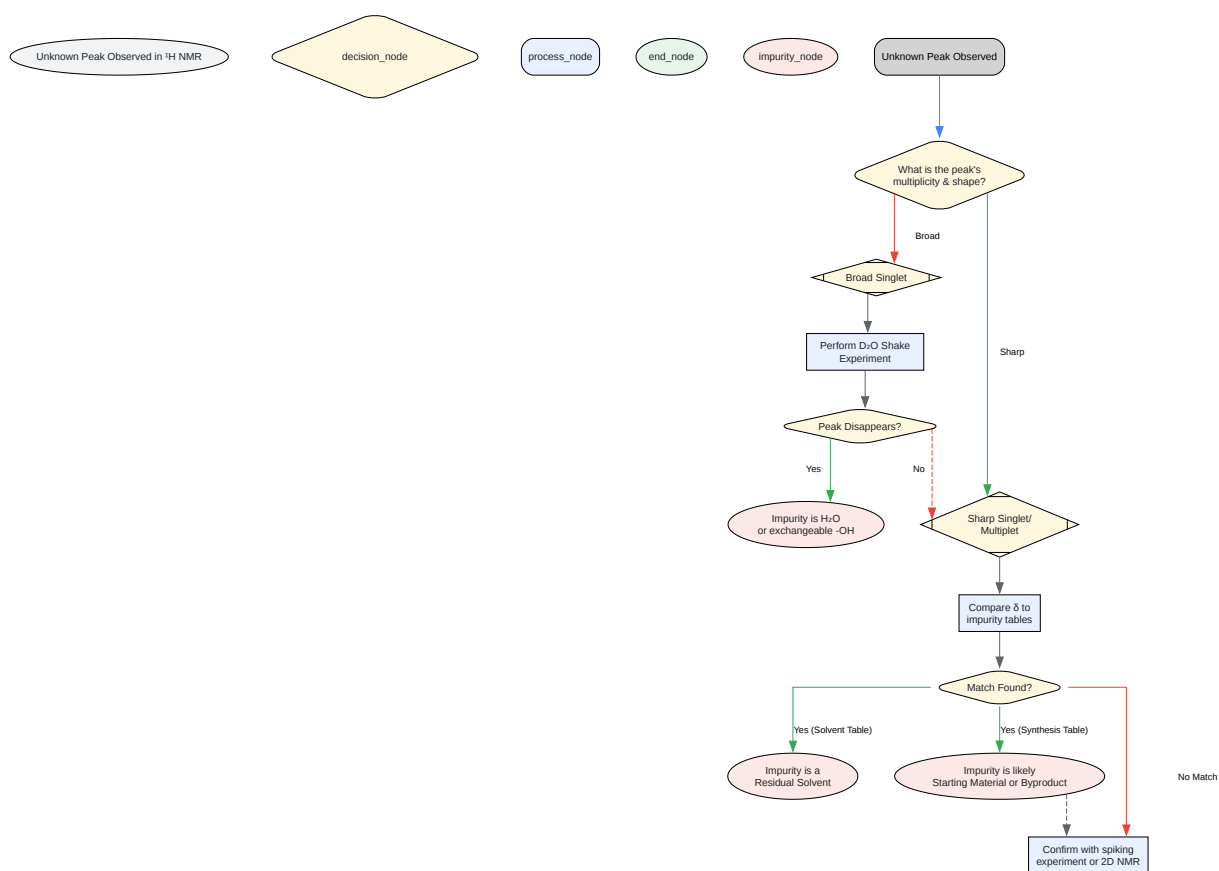 Unknown Peak Observed in ¹H NMR
decision_node
process_node
end_node
impurity_node
Unknown Peak Observed
What is the peak's
multiplicity & shape?
Broad
Broad Singlet
Perform D₂O Shake
Experiment
Sharp
Peak Disappears?
Yes
No
Impurity is H₂O
or exchangeable -OH
Sharp Singlet/
Multiplet
Compare δ to
impurity tables
Match Found?
Yes (Solvent Table)
Yes (Synthesis Table)
Impurity is a
Residual Solvent
Impurity is likely
Starting Material or Byproduct
No Match
Confirm with spiking
experiment or 2D NMR